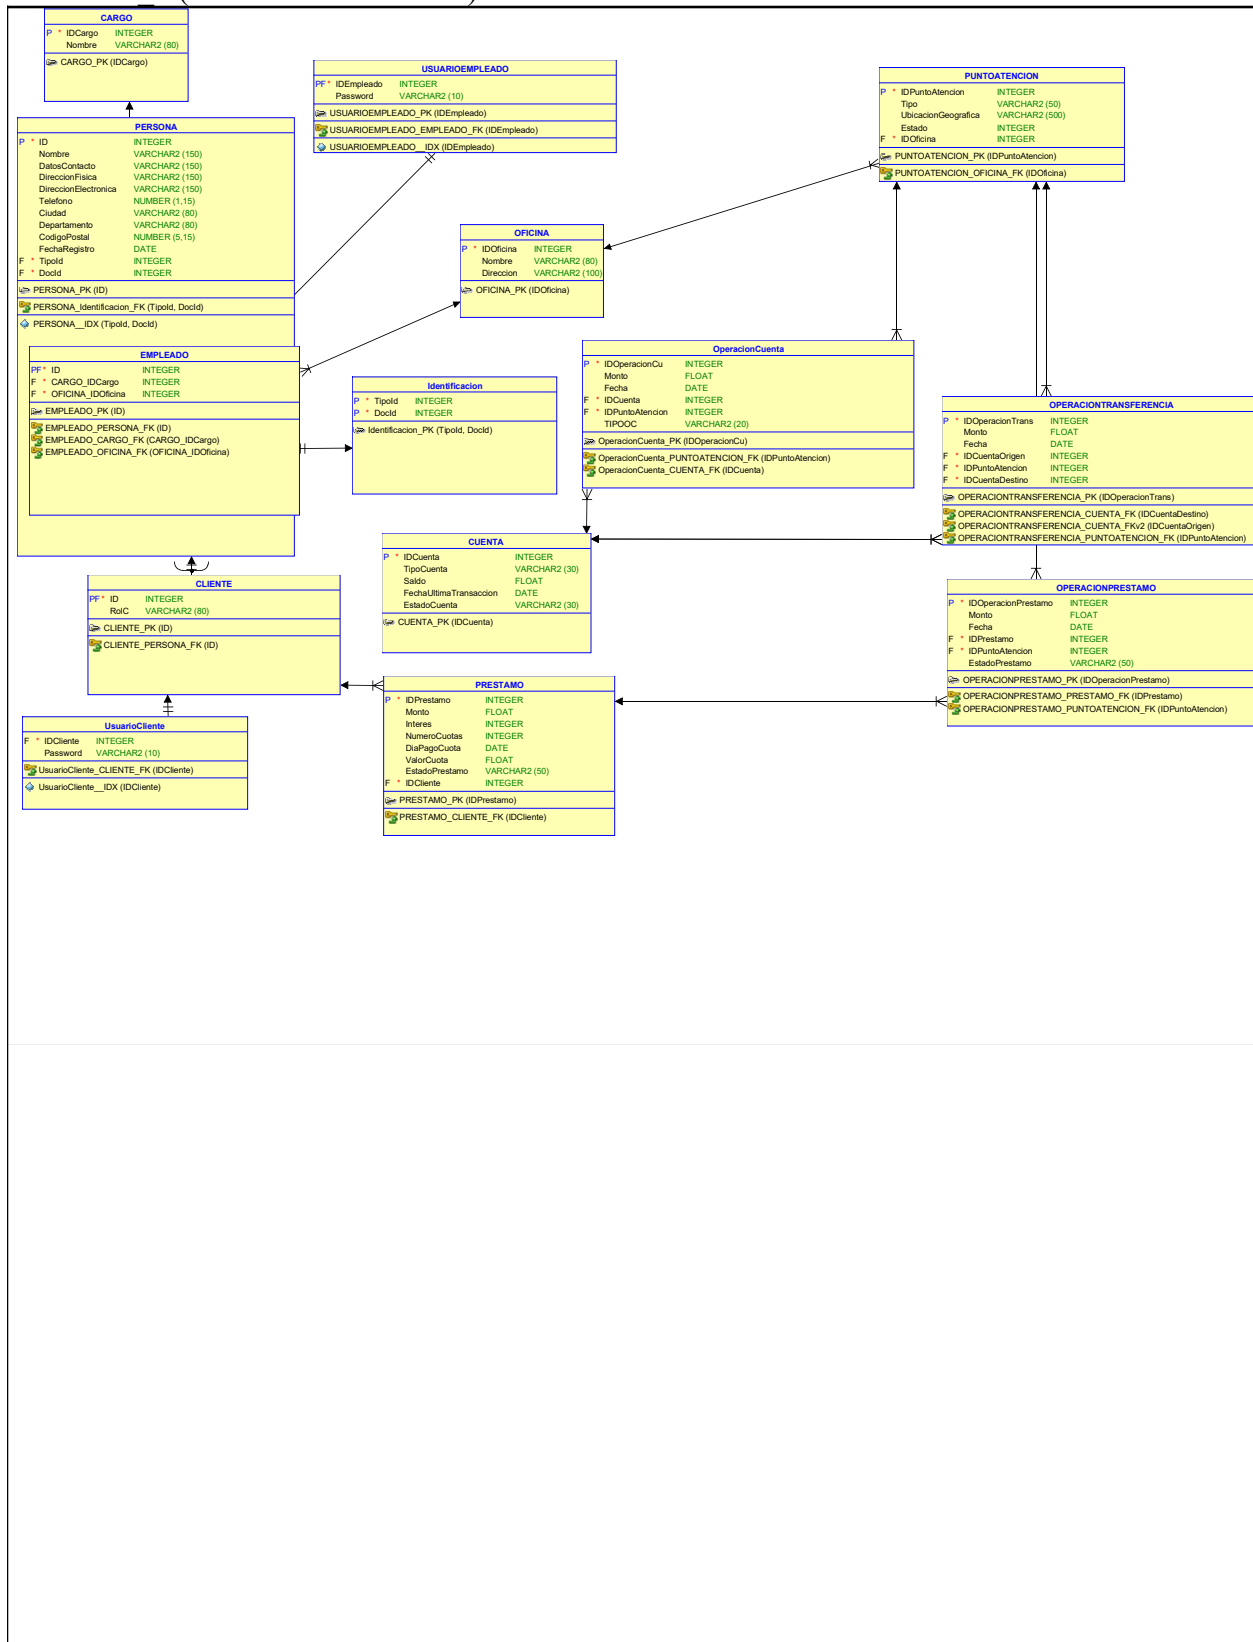 CARGO
P * IDCargo INTEGER
Nombre VARCHAR2 (80)
CARGO_PK (IDCargo)
USUARIOEMPLEADO
PF * IDEmpleado INTEGER
Password VARCHAR2 (10)
USUARIOEMPLEADO_PK (IDEmpleado)
USUARIOEMPLEADO_EMPLEADO_FK (IDEmpleado)
USUARIOEMPLEADO__IDX (IDEmpleado)
PUNTOATENCION
P * IDPuntoAtencion INTEGER
Tipo VARCHAR2 (50)
UbicacionGeografica VARCHAR2 (500)
Estado INTEGER
F * IDOficina INTEGER
PUNTOATENCION_PK (IDPuntoAtencion)
PUNTOATENCION_OFICINA_FK (IDOficina)
PERSONA
P * ID INTEGER
Nombre VARCHAR2 (150)
DatosContacto VARCHAR2 (150)
DireccionFisica VARCHAR2 (150)
DireccionElectronica VARCHAR2 (150)
Telefono NUMBER (1,15)
Ciudad VARCHAR2 (80)
Departamento VARCHAR2 (80)
CodigoPostal NUMBER (5,15)
FechaRegistro DATE
F * TipoId INTEGER
F * DocId INTEGER
PERSONA_PK (ID)
PERSONA_Identificacion_FK (TipoId, DocId)
PERSONA__IDX (TipoId, DocId)
OFICINA
P * IDOficina INTEGER
Nombre VARCHAR2 (80)
Direccion VARCHAR2 (100)
OFICINA_PK (IDOficina)
EMPLEADO
PF * ID INTEGER
F * CARGO_IDCargo INTEGER
F * OFICINA_IDOficina INTEGER
EMPLEADO_PK (ID)
EMPLEADO_PERSONA_FK (ID)
EMPLEADO_CARGO_FK (CARGO_IDCargo)
EMPLEADO_OFICINA_FK (OFICINA_IDOficina)
Identificacion
P * TipoId INTEGER
P * DocId INTEGER
Identificacion_PK (TipoId, DocId)
OperacionCuenta
P * IDOperacionCu INTEGER
Monto FLOAT
Fecha DATE
F * IDCuenta INTEGER
F * IDPuntoAtencion INTEGER
TIPOOC VARCHAR2 (20)
OperacionCuenta_PK (IDOperacionCu)
OperacionCuenta_PUNTOATENCION_FK (IDPuntoAtencion)
OperacionCuenta_CUENTA_FK (IDCuenta)
OPERACIONTRANSFERENCIA
P * IDOperacionTrans INTEGER
Monto FLOAT
Fecha DATE
F * IDCuentaOrigen INTEGER
F * IDPuntoAtencion INTEGER
F * IDCuentaDestino INTEGER
OPERACIONTRANSFERENCIA_PK (IDOperacionTrans)
OPERACIONTRANSFERENCIA_CUENTA_FK (IDCuentaDestino)
OPERACIONTRANSFERENCIA_CUENTA_FKv2 (IDCuentaOrigen)
OPERACIONTRANSFERENCIA_PUNTOATENCION_FK (IDPuntoAtencion)
CUENTA
P * IDCuenta INTEGER
TipoCuenta VARCHAR2 (30)
Saldo FLOAT
FechaUltimaTransaccion DATE
EstadoCuenta VARCHAR2 (30)
CUENTA_PK (IDCuenta)
CLIENTE
PF * ID INTEGER
RolC VARCHAR2 (80)
CLIENTE_PK (ID)
CLIENTE_PERSONA_FK (ID)
OPERACIONPRESTAMO
P * IDOperacionPrestamo INTEGER
Monto FLOAT
Fecha DATE
F * IDPrestamo INTEGER
F * IDPuntoAtencion INTEGER
EstadoPrestamo VARCHAR2 (50)
OPERACIONPRESTAMO_PK (IDOperacionPrestamo)
OPERACIONPRESTAMO_PRESTAMO_FK (IDPrestamo)
OPERACIONPRESTAMO_PUNTOATENCION_FK (IDPuntoAtencion)
PRESTAMO
P * IDPrestamo INTEGER
Monto FLOAT
Interes INTEGER
NumeroCuotas INTEGER
DiaPagoCuota DATE
ValorCuota FLOAT
EstadoPrestamo VARCHAR2 (50)
F * IDCliente INTEGER
PRESTAMO_PK (IDPrestamo)
PRESTAMO_CLIENTE_FK (IDCliente)
UsuarioCliente
F * IDCliente INTEGER
Password VARCHAR2 (10)
UsuarioCliente_CLIENTE_FK (IDCliente)
UsuarioCliente__IDX (IDCliente)